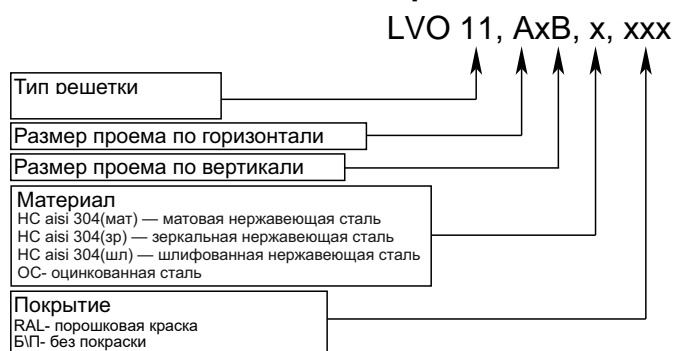 LVO 11, AxB, x, xxx
Тип решетки
Размер проема по горизонтали
Размер проема по вертикали
Материал
НС aisi 304(мат) — матовая нержавеющая сталь
НС aisi 304(зр) — зеркальная нержавеющая сталь
НС aisi 304(шл) — шлифованная нержавеющая сталь
ОС- оцинкованная сталь
Покрытие
RAL- порошковая краска
Б\П- без покраски